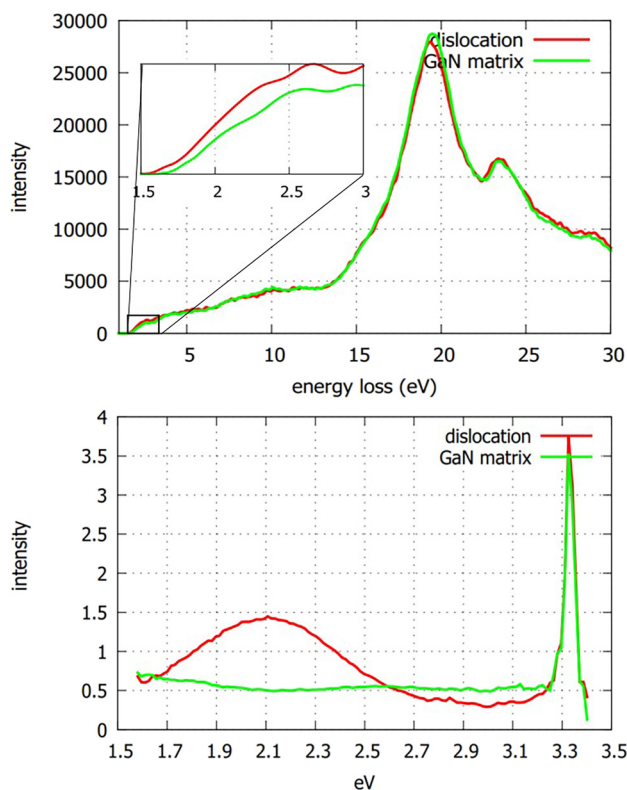 30000
25000
20000
15000
10000
5000
0
intensity
dislocation
GaN matrix
1.5 2 2.5 3
5 10 15 20 25 30
energy loss (eV)
4
3.5
3
2.5
2
1.5
1
0.5
0
intensity
dislocation
GaN matrix
1.5 1.7 1.9 2.1 2.3 2.5 2.7 2.9 3.1 3.3 3.5
eV